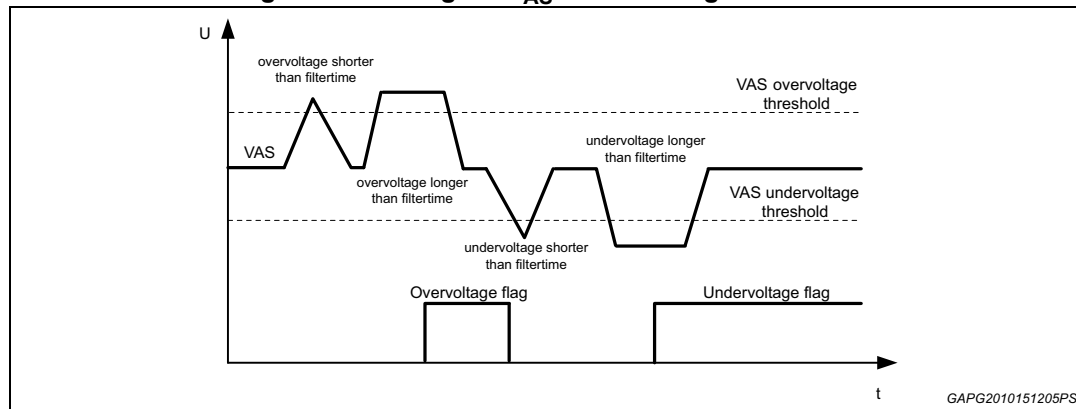 U
overvoltage shorter
than filtertime
VAS overvoltage
threshold
VAS
undervoltage longer
than filtertime
overvoltage longer
than filtertime
VAS undervoltage
threshold
undervoltage shorter
than filtertime
Overvoltage flag
Undervoltage flag
t
GAPG2010151205PS